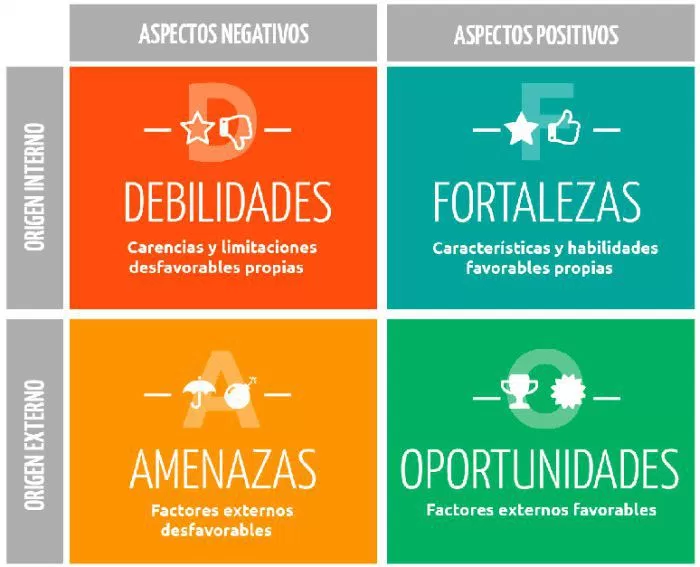 ASPECTOS NEGATIVOS
ASPECTOS POSITIVOS
ORIGEN INTERNO
D
DEBILIDADES
Carencias y limitaciones
desfavorables propias
F
FORTALEZAS
Características y habilidades
favorables propias
ORIGEN EXTERNO
A
AMENAZAS
Factores externos
desfavorables
O
OPORTUNIDADES
Factores externos favorables